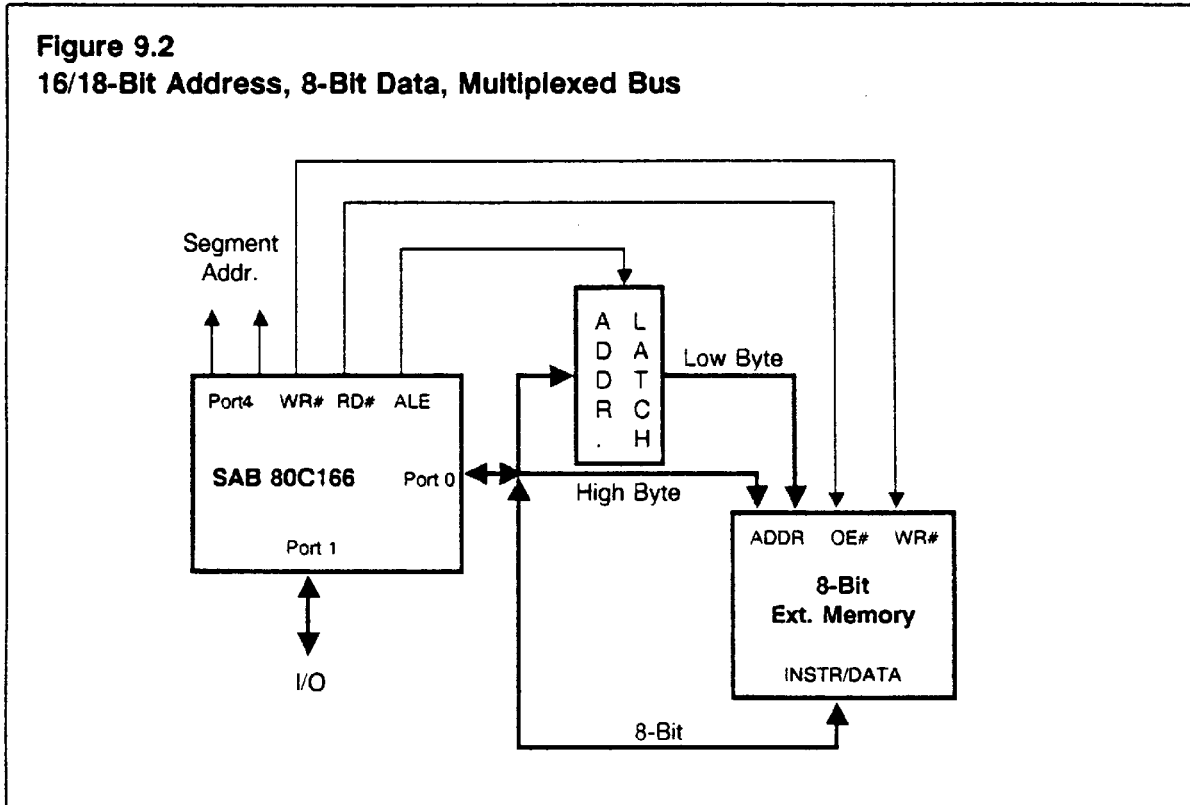 Figure 9.2
16/18-Bit Address, 8-Bit Data, Multiplexed Bus
Segment
Addr.
ADDR.
LATCH
Low Byte
Port4 WR# RD# ALE
SAB 80C166
Port 0
High Byte
Port 1
ADDR OE# WR#
8-Bit
Ext. Memory
INSTR/DATA
I/O
8-Bit